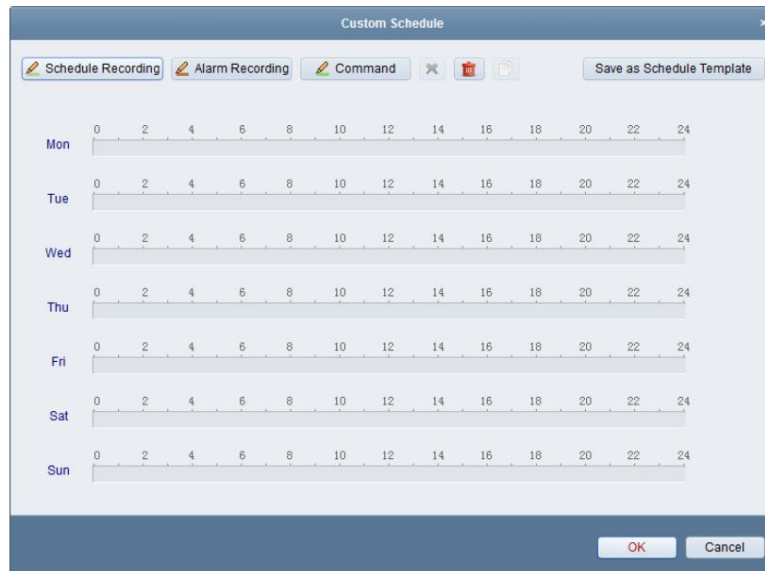 Custom Schedule
Schedule Recording Alarm Recording Command Save as Schedule Template
0 2 4 6 8 10 12 14 16 18 20 22 24
Mon
0 2 4 6 8 10 12 14 16 18 20 22 24
Tue
0 2 4 6 8 10 12 14 16 18 20 22 24
Wed
0 2 4 6 8 10 12 14 16 18 20 22 24
Thu
0 2 4 6 8 10 12 14 16 18 20 22 24
Fri
0 2 4 6 8 10 12 14 16 18 20 22 24
Sat
0 2 4 6 8 10 12 14 16 18 20 22 24
Sun
OK Cancel